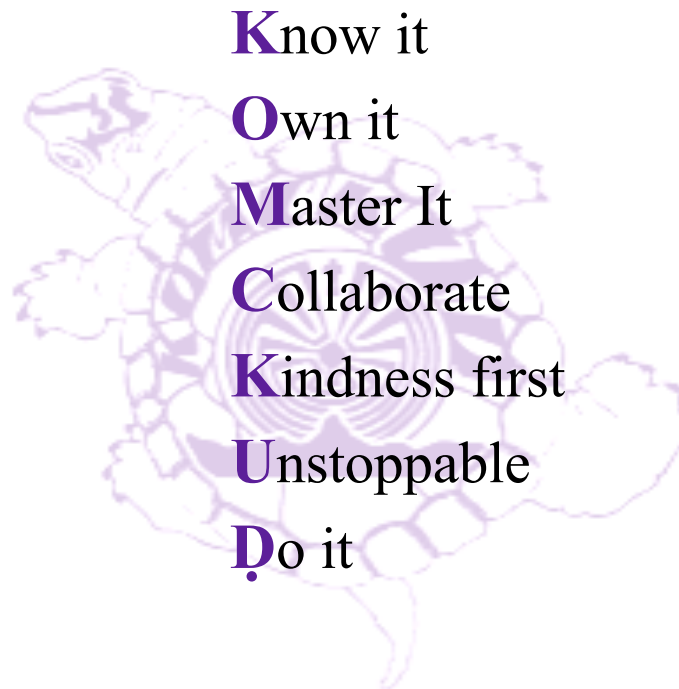 Know it
Own it
Master It
Collaborate
Kindness first
Unstoppable
Ḍo it